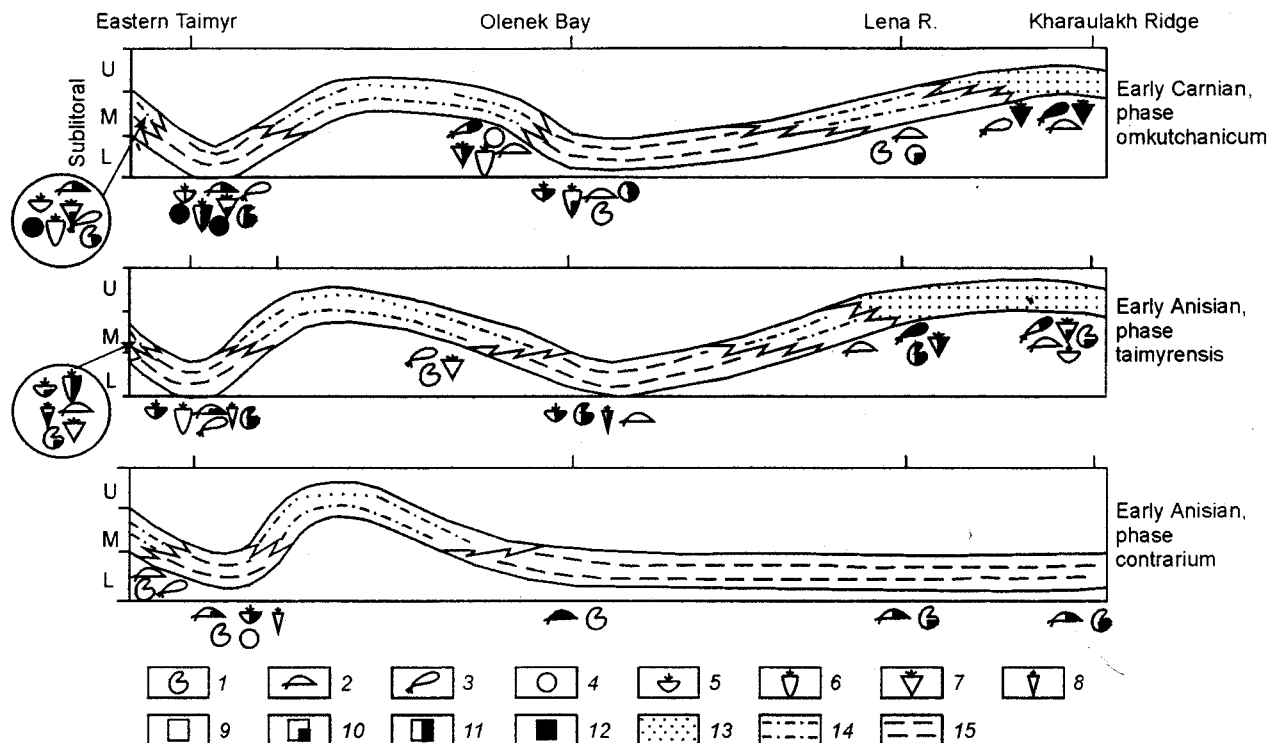 Eastern Taimyr Olenek Bay Lena R. Kharaulakh Ridge
Sublitoral
U
M
L
Early Carnian,
phase
omkutchanicum
U
M
L
Early Anisian,
phase
taimyrensis
U
M
L
Early Anisian,
phase
contrarium
1 2 3 4 5 6 7 8
9 10 11 12 13 14 15